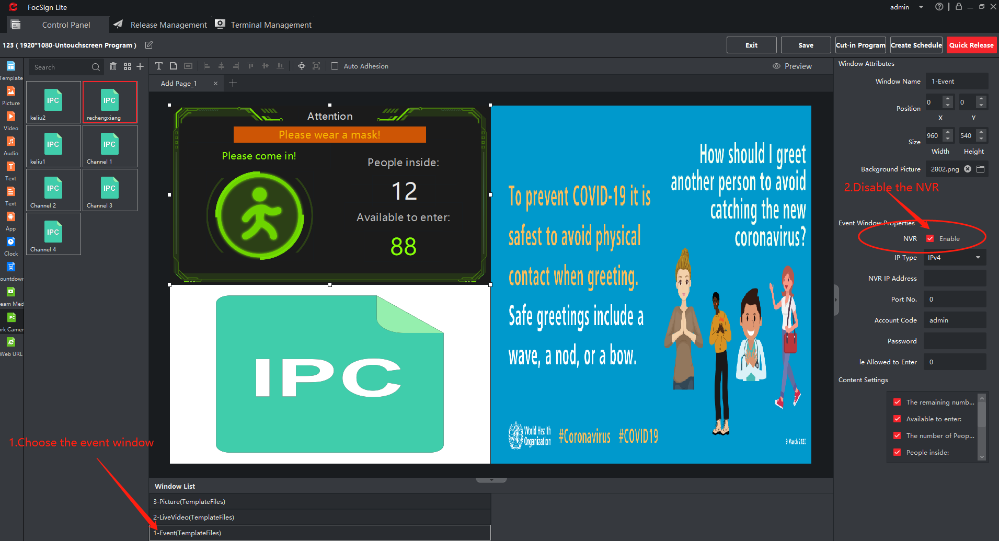 FocSign Lite
admin
Control Panel
Release Management
Terminal Management
123 ( 1920*1080-Untouchscreen Program )
Exit
Save
Cut-in Program
Create Schedule
Quick Release
Template
Picture
Video
Audio
Text
Text
App
Clock
ountdown
eam Med
IPC
rk Camer
Web URL
Search
IPC
keliu2
IPC
rechengxiang
IPC
keliu1
IPC
Channel 1
IPC
Channel 2
IPC
Channel 3
IPC
Channel 4
1.Choose the event window
Auto Adhesion
Preview
Add Page_1
Attention
Please wear a mask!
Please come in!
People inside:
12
Available to enter:
88
IPC
How should I greet
another person to avoid
catching the new
coronavirus?
To prevent COVID-19 it is
safest to avoid physical
contact when greeting.
Safe greetings include a
wave, a nod, or a bow.
World Health
Organization
#Coronavirus #COVID19
9 March 2020
Window List
3-Picture(TemplateFiles)
2-LiveVideo(TemplateFiles)
1-Event(TemplateFiles)
Window Attributes
Window Name
1-Event
Position
0
0
X
Y
Size
960
540
Width
Height
Background Picture
2802.png
2.Disable the NVR
Event Window Properties
NVR
Enable
IP Type
IPv4
NVR IP Address
Port No.
0
Account Code
admin
Password
le Allowed to Enter
0
Content Settings
The remaining numb...
Available to enter:
The number of Peop...
People inside: